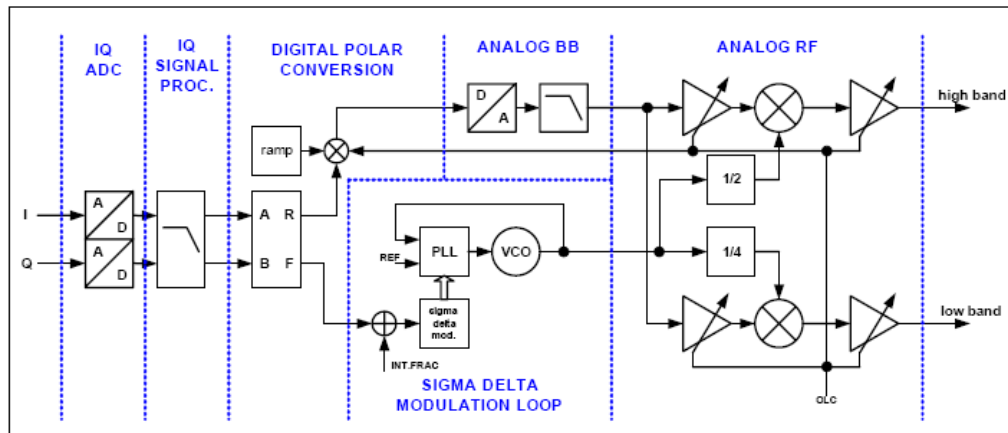 IQ
ADC
IQ
SIGNAL
PROC.
DIGITAL POLAR
CONVERSION
ANALOG BB
ANALOG RF
D
A
high band
ramp
1/2
I
A
D
A R
Q
A
D
B F
REF
PLL
VCO
1/4
sigma
delta
mod.
low band
INT.FRAC
SIGMA DELTA
MODULATION LOOP
OLC